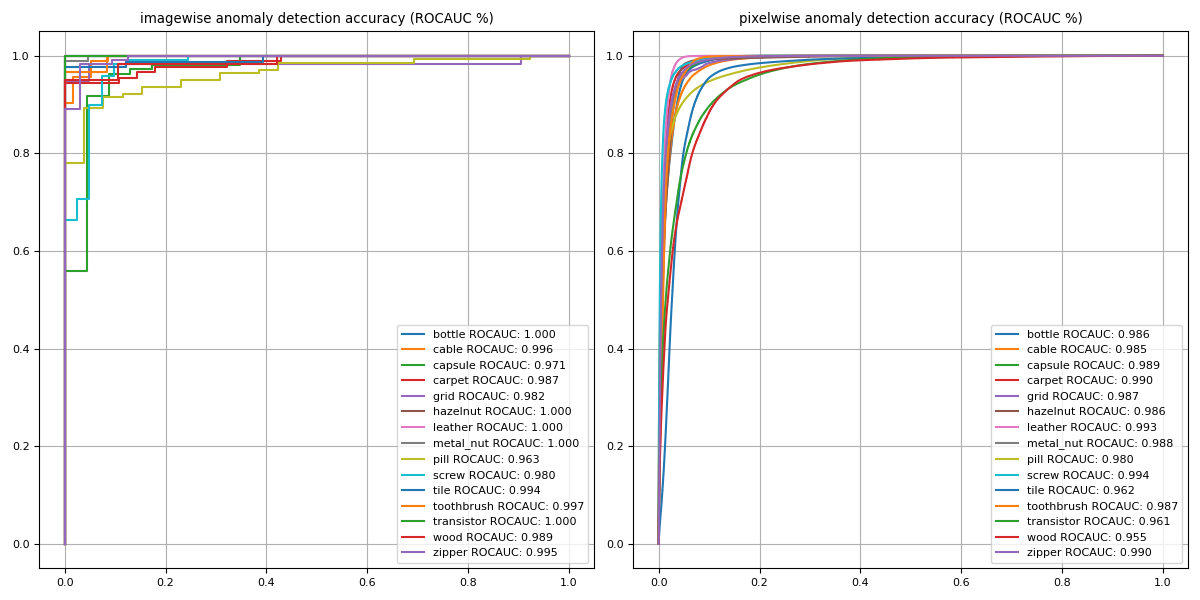 imagewise anomaly detection accuracy (ROCAUC %)
1.0
0.8
0.6
0.4
0.2
0.0
0.0 0.2 0.4 0.6 0.8 1.0
bottle ROCAUC: 1.000
cable ROCAUC: 0.996
capsule ROCAUC: 0.971
carpet ROCAUC: 0.987
grid ROCAUC: 0.982
hazelnut ROCAUC: 1.000
leather ROCAUC: 1.000
metal_nut ROCAUC: 1.000
pill ROCAUC: 0.963
screw ROCAUC: 0.980
tile ROCAUC: 0.994
toothbrush ROCAUC: 0.997
transistor ROCAUC: 1.000
wood ROCAUC: 0.989
zipper ROCAUC: 0.995
pixelwise anomaly detection accuracy (ROCAUC %)
1.0
0.8
0.6
0.4
0.2
0.0
0.0 0.2 0.4 0.6 0.8 1.0
bottle ROCAUC: 0.986
cable ROCAUC: 0.985
capsule ROCAUC: 0.989
carpet ROCAUC: 0.990
grid ROCAUC: 0.987
hazelnut ROCAUC: 0.986
leather ROCAUC: 0.993
metal_nut ROCAUC: 0.988
pill ROCAUC: 0.980
screw ROCAUC: 0.994
tile ROCAUC: 0.962
toothbrush ROCAUC: 0.987
transistor ROCAUC: 0.961
wood ROCAUC: 0.955
zipper ROCAUC: 0.990